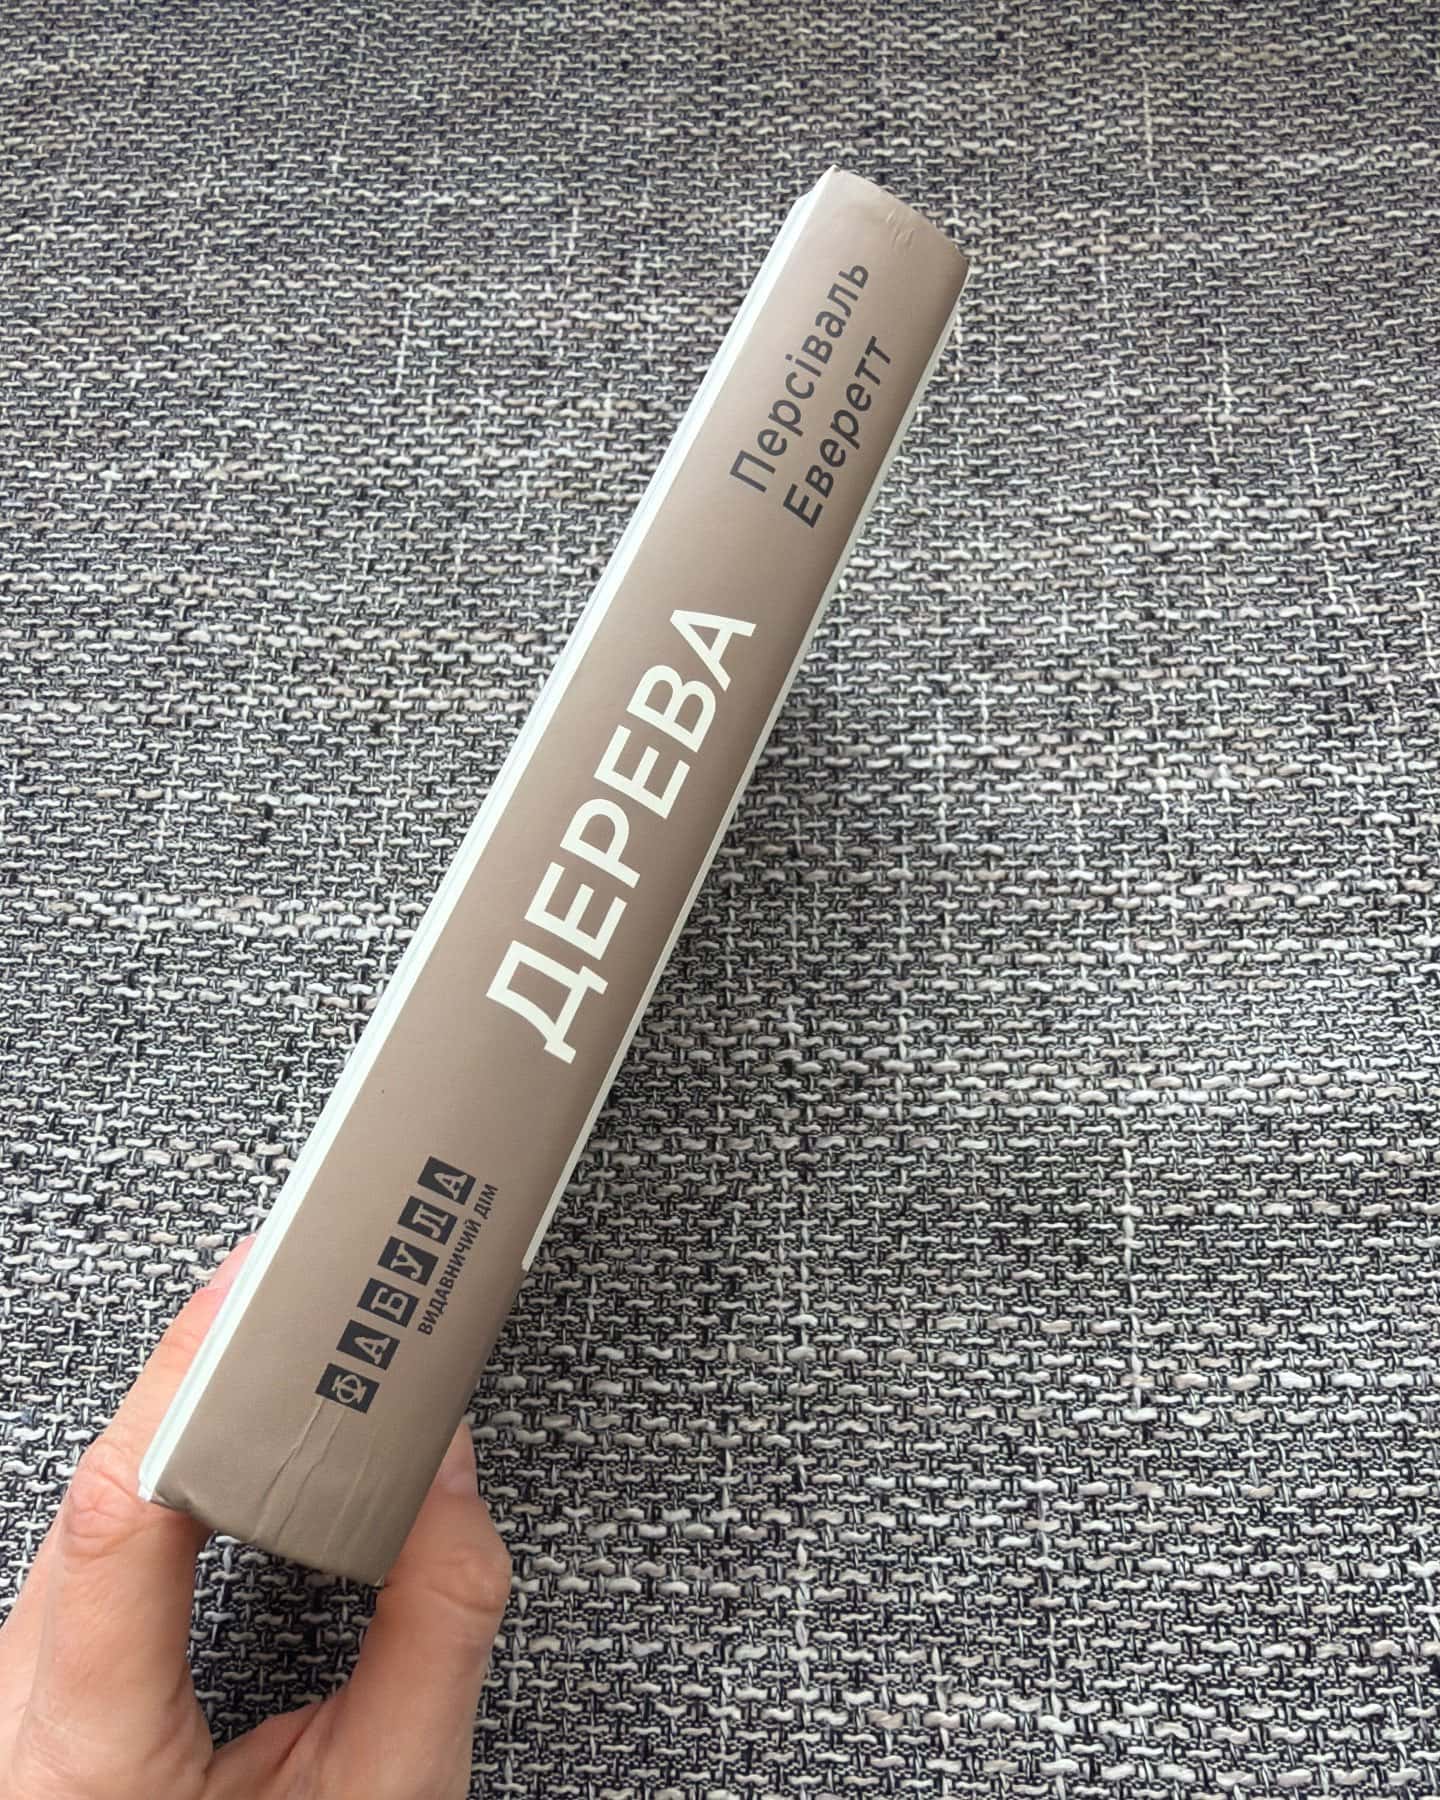 Персіваль
Еверетт
ДЕРЕВА
ФАБУЛА
ВИДАВНИЧИЙ ДІМ